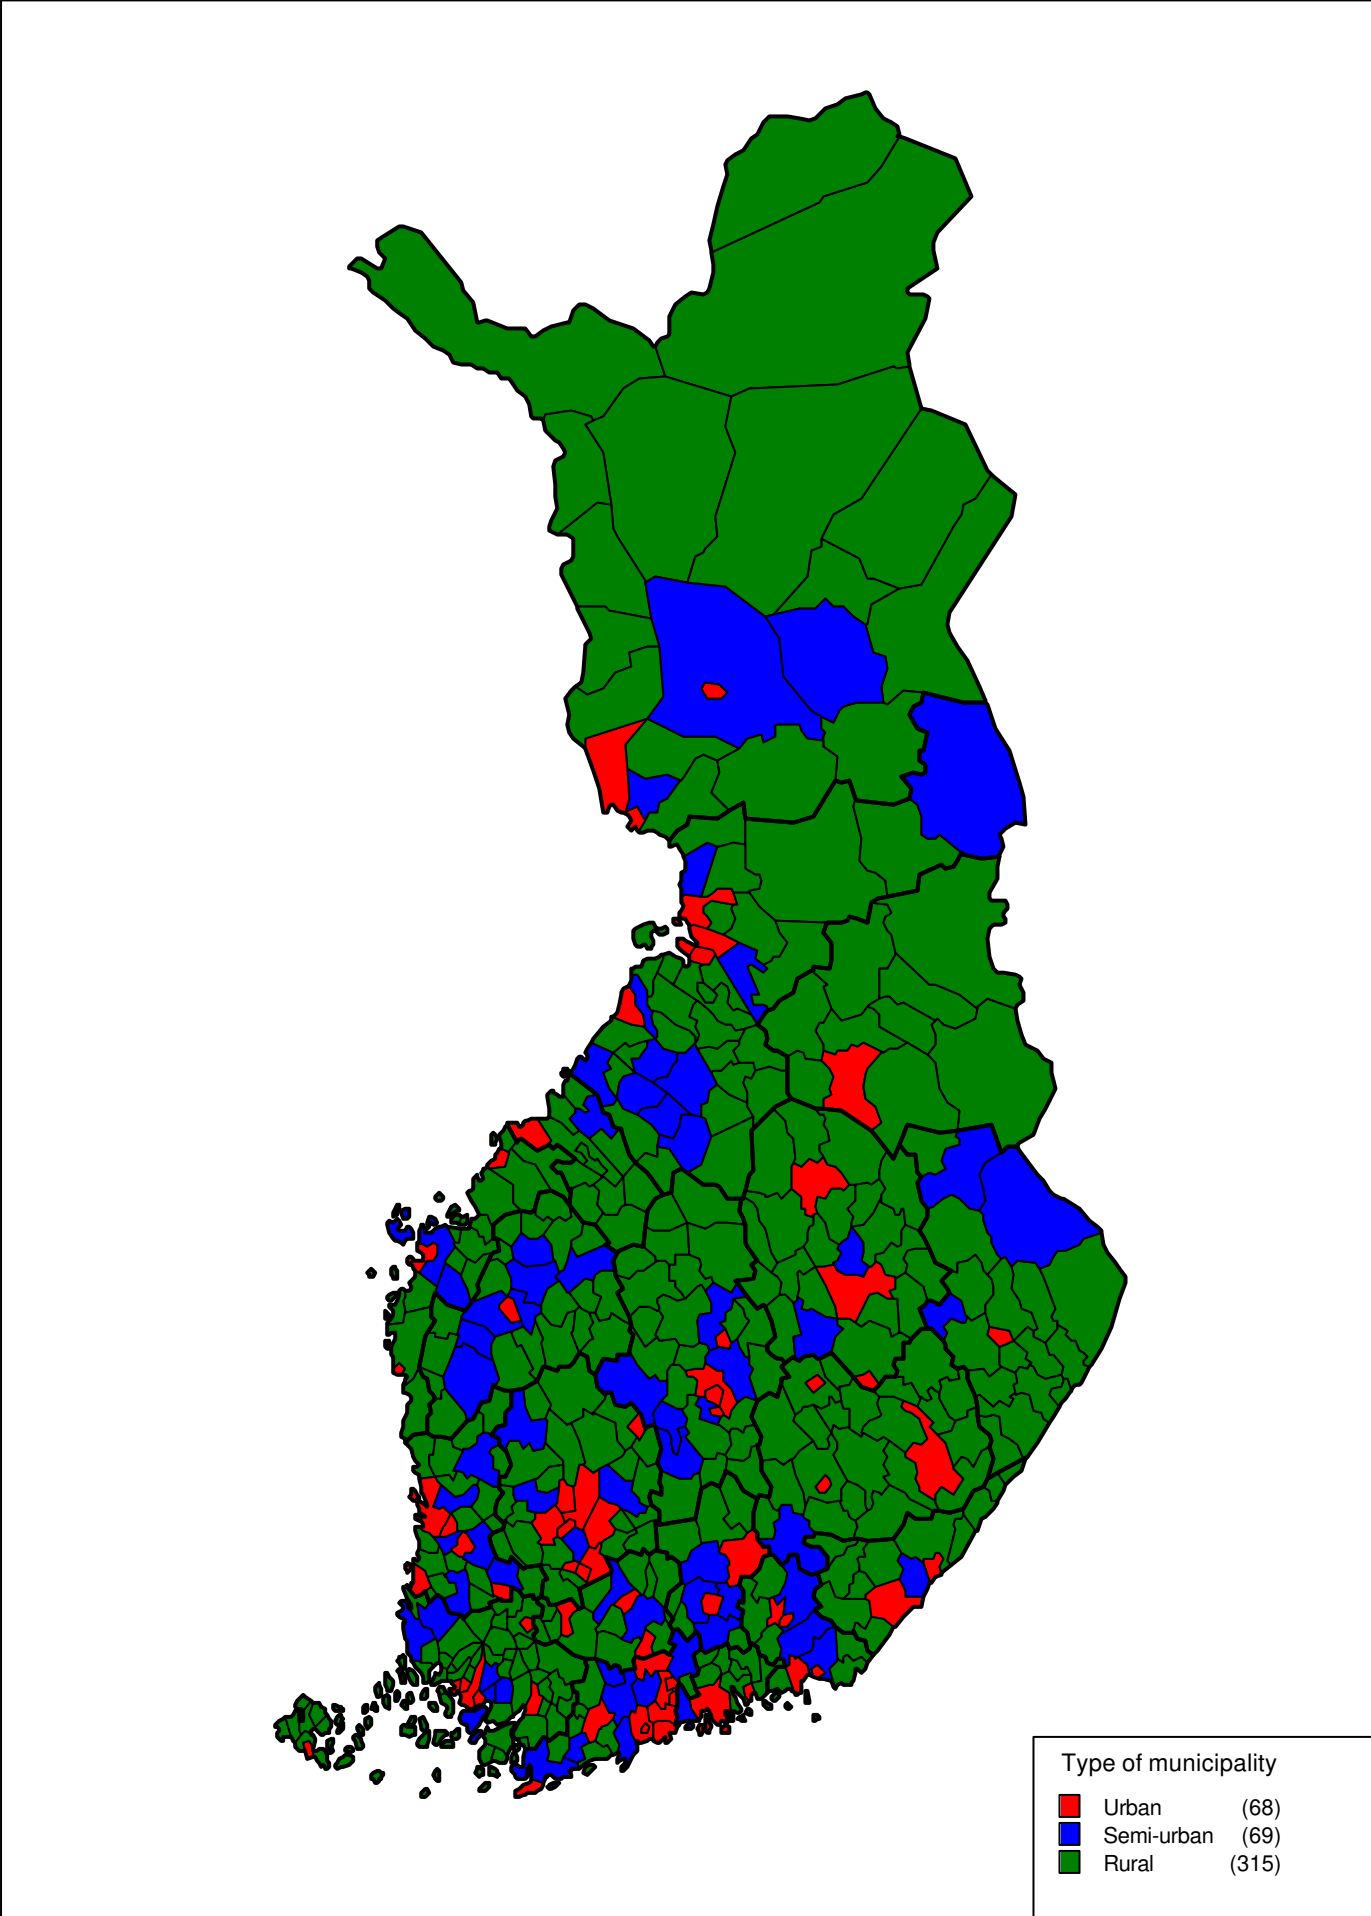 Type of municipality
Urban (68)
Semi-urban (69)
Rural (315)